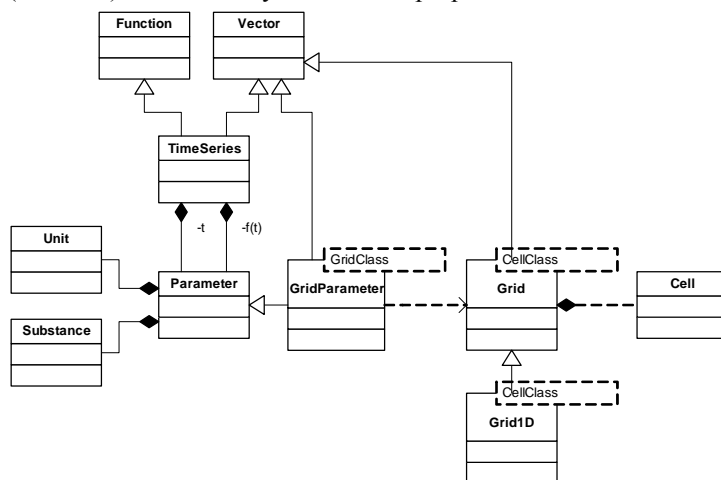 Function
Vector
TimeSeries
-t
-f(t)
Unit
GridClass
CellClass
Parameter
GridParameter
Grid
Cell
Substance
CellClass
Grid1D